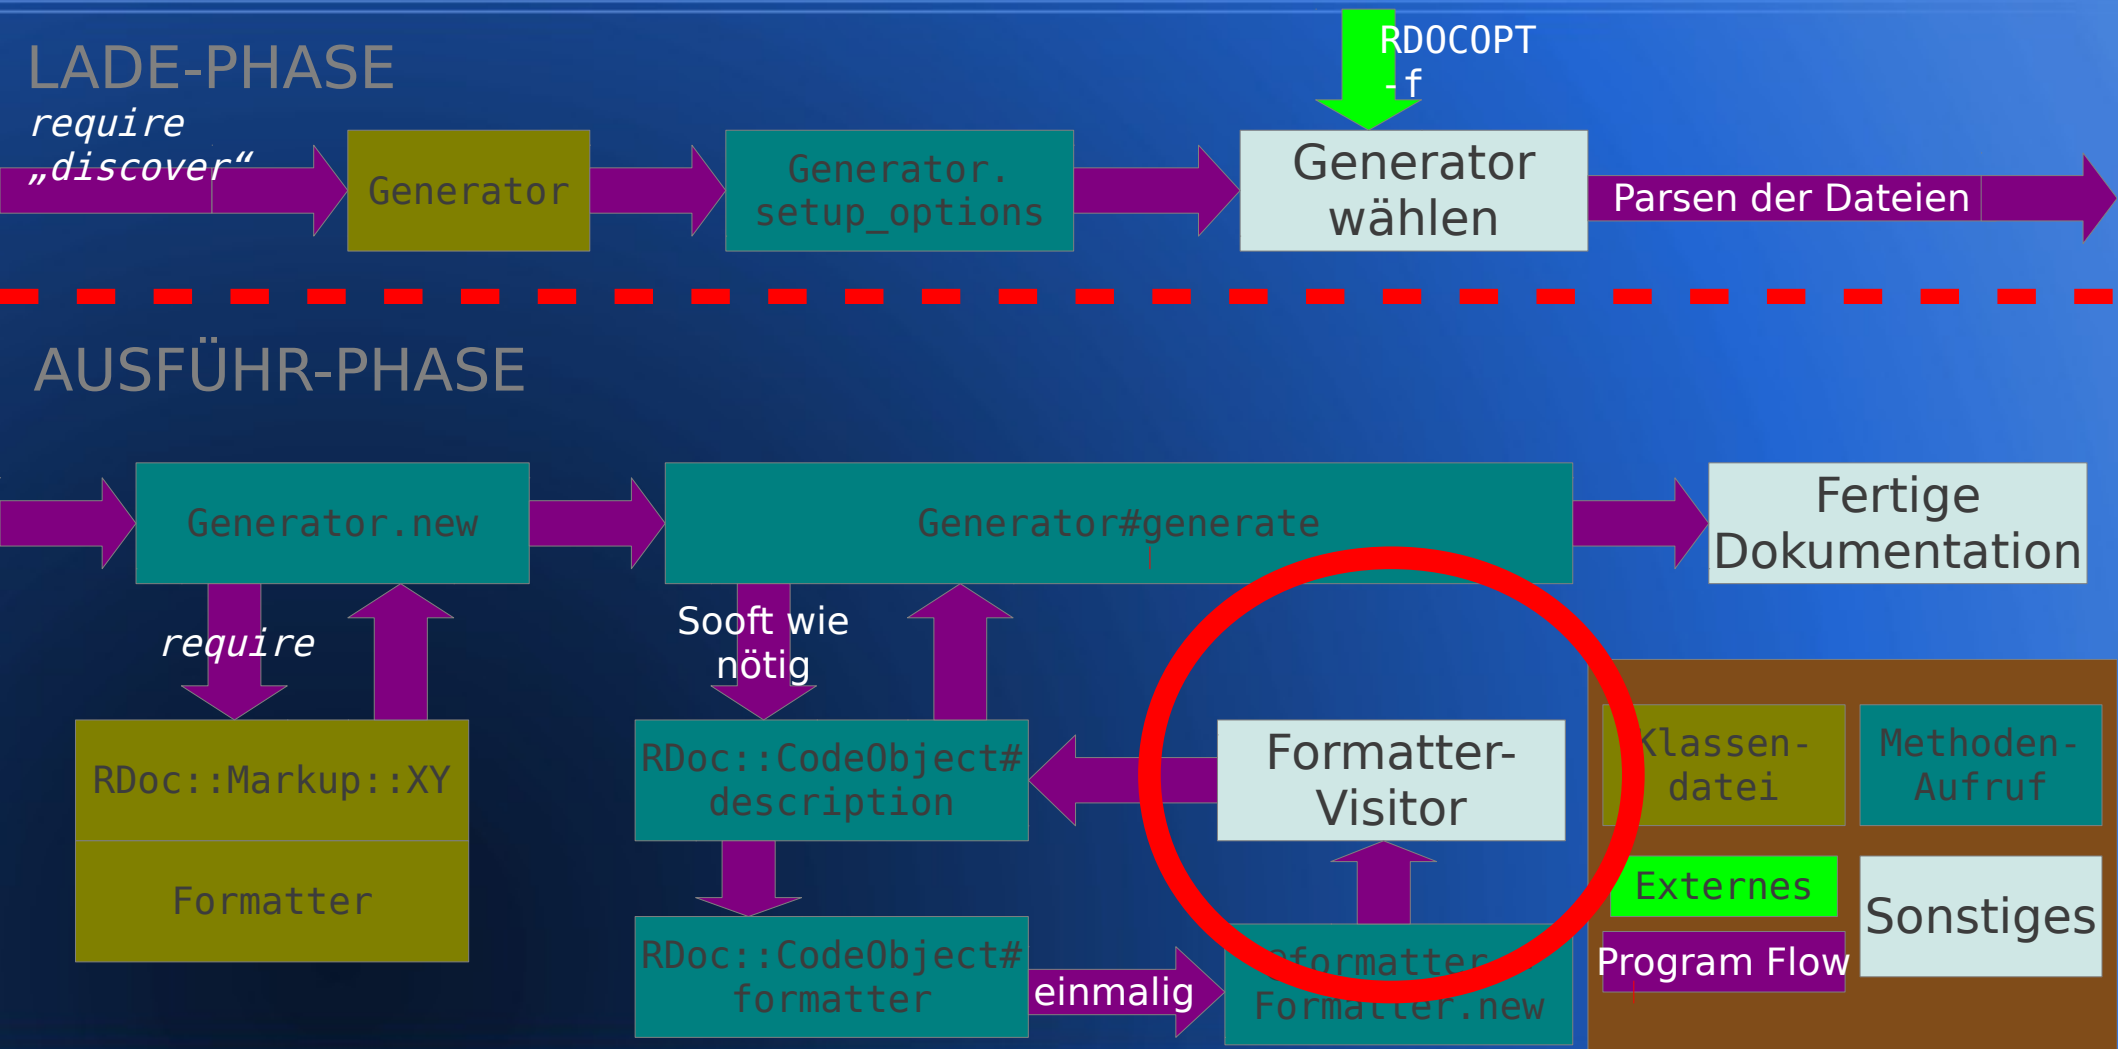 LADE-PHASE
require
„discover“
Generator
Generator.
setup_options
RDOCOPT
-f
Generator
wählen
Parsen der Dateien
AUSFÜHR-PHASE
Generator.new
Generator#generate
Fertige
Dokumentation
require
Sooft wie
nötig
RDoc::Markup::XY
Formatter
RDoc::CodeObject#
description
Formatter-
Visitor
RDoc::CodeObject#
formatter
einmalig
Formatter.new
Klassen-
datei
Methoden-
Aufruf
Externes
Sonstiges
Program Flow